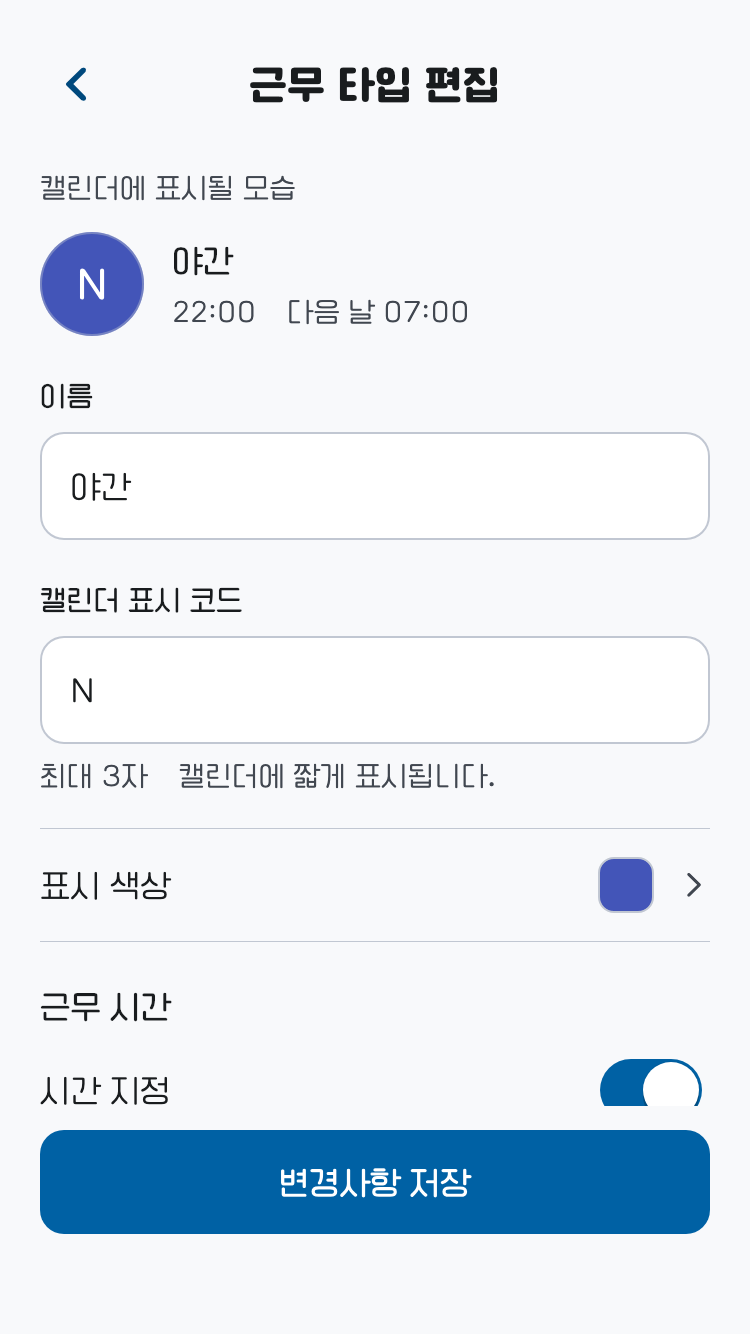 근무 타입 편집
캘린더에 표시될 모습
N
야간
22:00 다음 날 07:00
이름
야간
캘린더 표시 코드
N
최대 3자 캘린더에 짧게 표시됩니다.
표시 색상
근무 시간
시간 지정
변경사항 저장